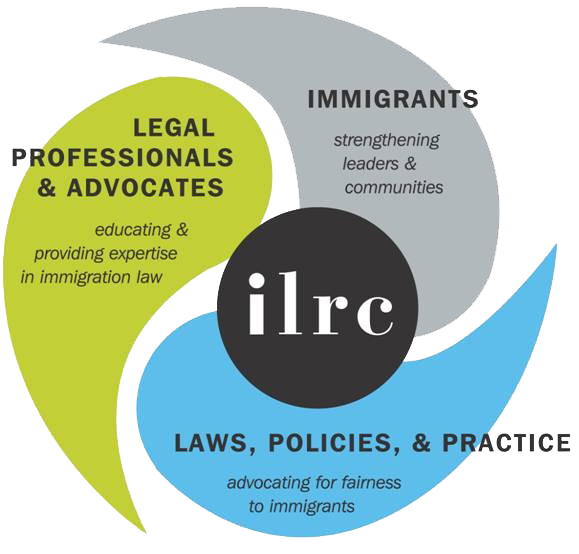 IMMIGRANTS
strengthening
leaders &
communities
LEGAL
PROFESSIONALS
& ADVOCATES
educating &
providing expertise
in immigration law
ilrc
LAWS, POLICIES, & PRACTICE
advocating for fairness
to immigrants